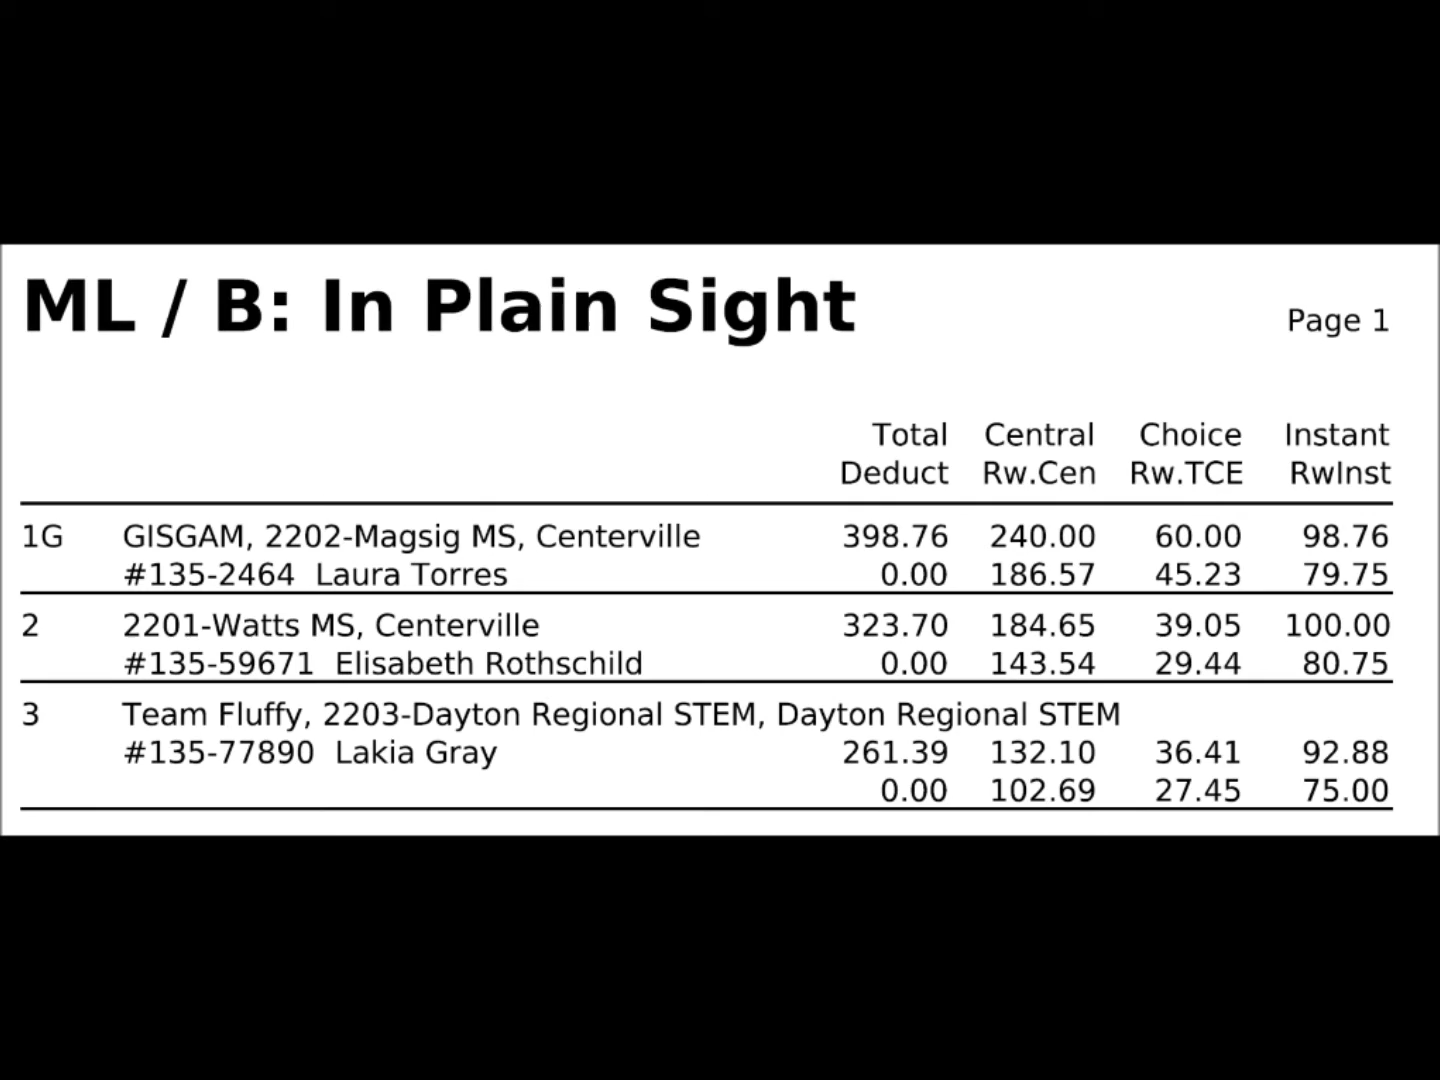 ML / B: In Plain Sight Page 1
Total Central Choice Instant
Deduct Rw.Cen Rw.TCE RwInst
1G GISGAM, 2202-Magsig MS, Centerville 398.76 240.00 60.00 98.76
#135-2464 Laura Torres 0.00 186.57 45.23 79.75
2 2201-Watts MS, Centerville 323.70 184.65 39.05 100.00
#135-59671 Elisabeth Rothschild 0.00 143.54 29.44 80.75
3 Team Fluffy, 2203-Dayton Regional STEM, Dayton Regional STEM
#135-77890 Lakia Gray 261.39 132.10 36.41 92.88
0.00 102.69 27.45 75.00